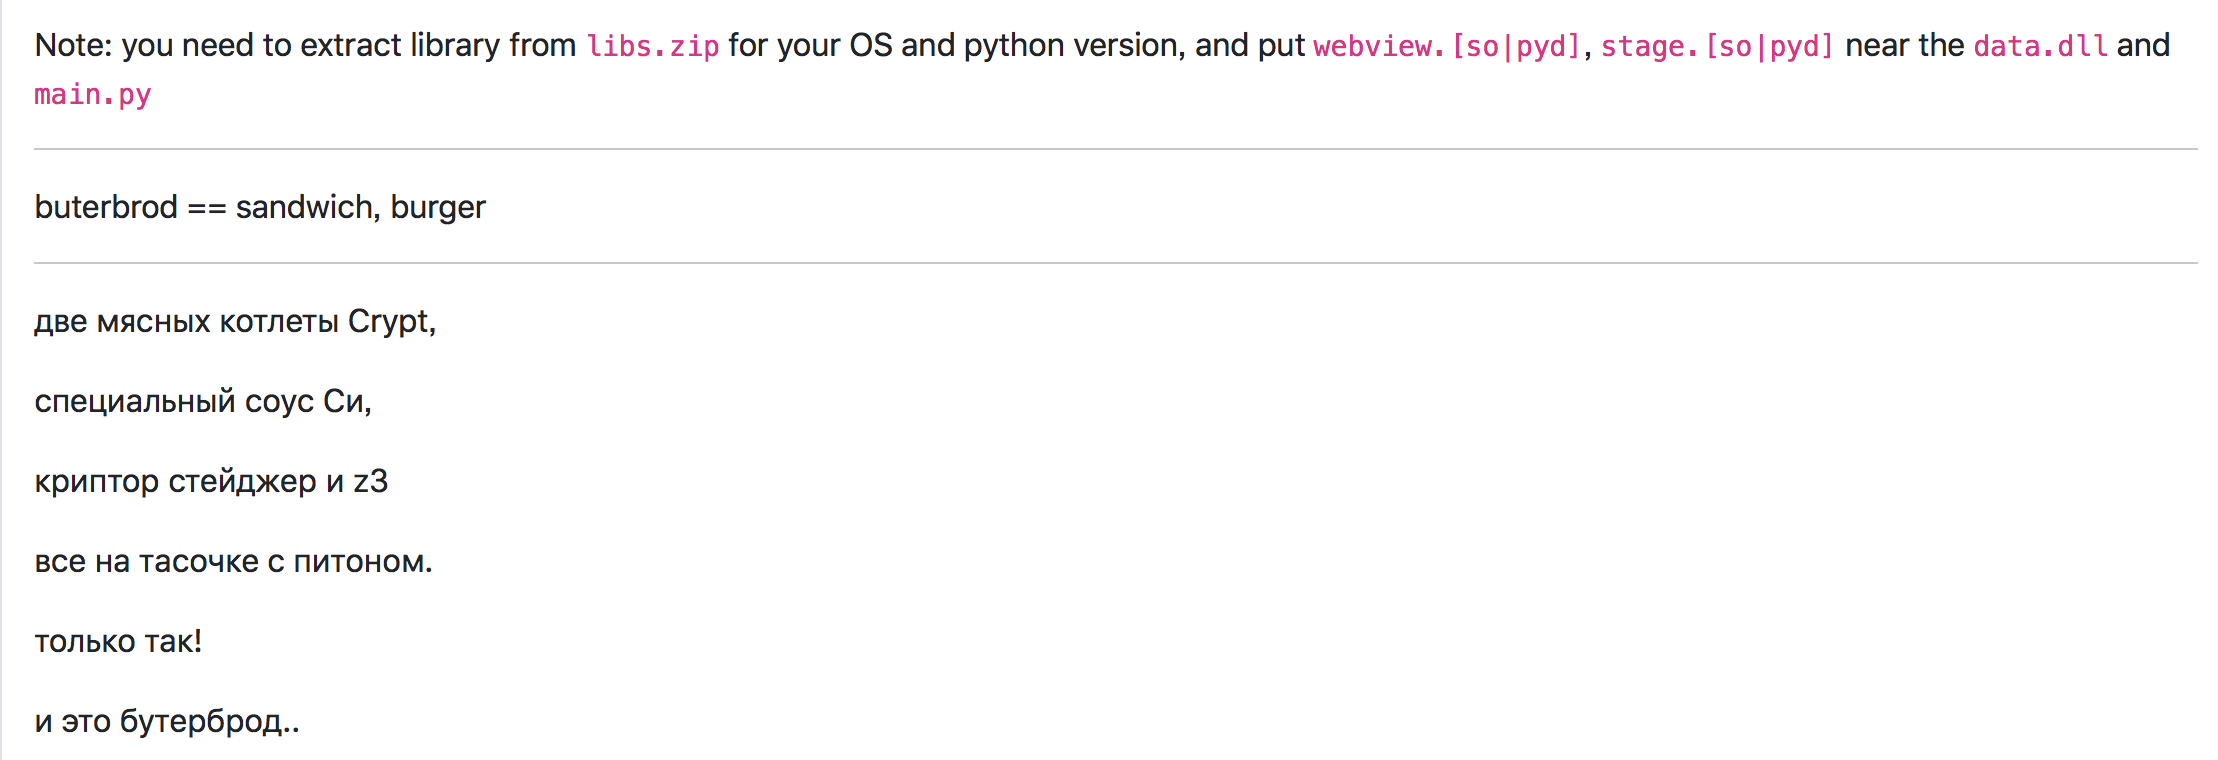 Note: you need to extract library from libs.zip for your OS and python version, and put webview.[so|pyd], stage.[so|pyd] near the data.dll and
main.py
buterbrod == sandwich, burger
две мясных котлеты Crypt,
специальный соус Си,
криптор стейджер и z3
все на тасочке с питоном.
только так!
и это бутерброд..